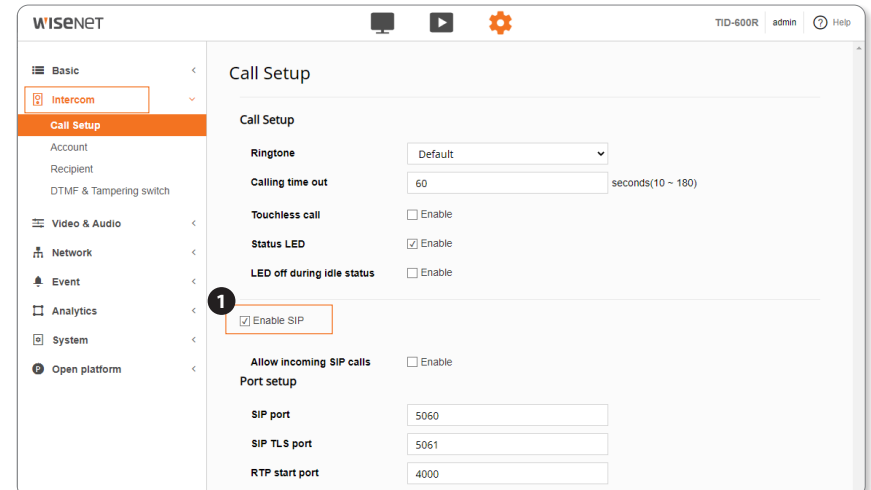 WISENET
TID-600R admin ? Help
Basic
Intercom
Call Setup
Account
Recipient
DTMF & Tampering switch
Video & Audio
Network
Event
Analytics
System
P Open platform
Call Setup
Call Setup
Ringtone Default
Calling time out 60 seconds(10 ~ 180)
Touchless call Enable
Status LED Enable
LED off during idle status Enable
1
Enable SIP
Allow incoming SIP calls Enable
Port setup
SIP port 5060
SIP TLS port 5061
RTP start port 4000